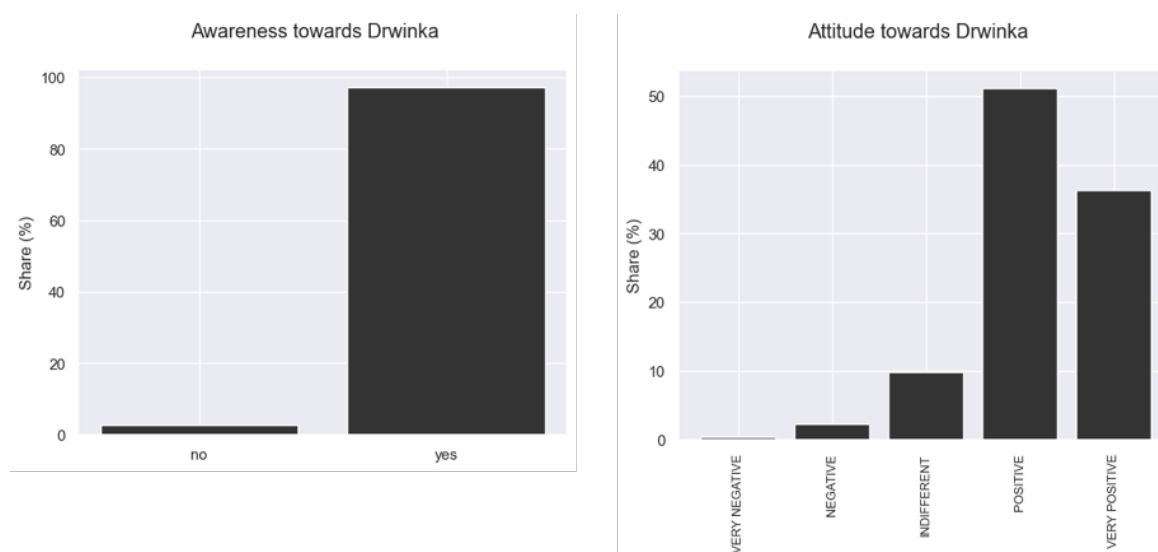 Awareness towards Drwinka
Share (%)
100
80
60
40
20
0
no yes
Attitude towards Drwinka
Share (%)
50
40
30
20
10
0
VERY NEGATIVE
NEGATIVE
INDIFFERENT
POSITIVE
VERY POSITIVE